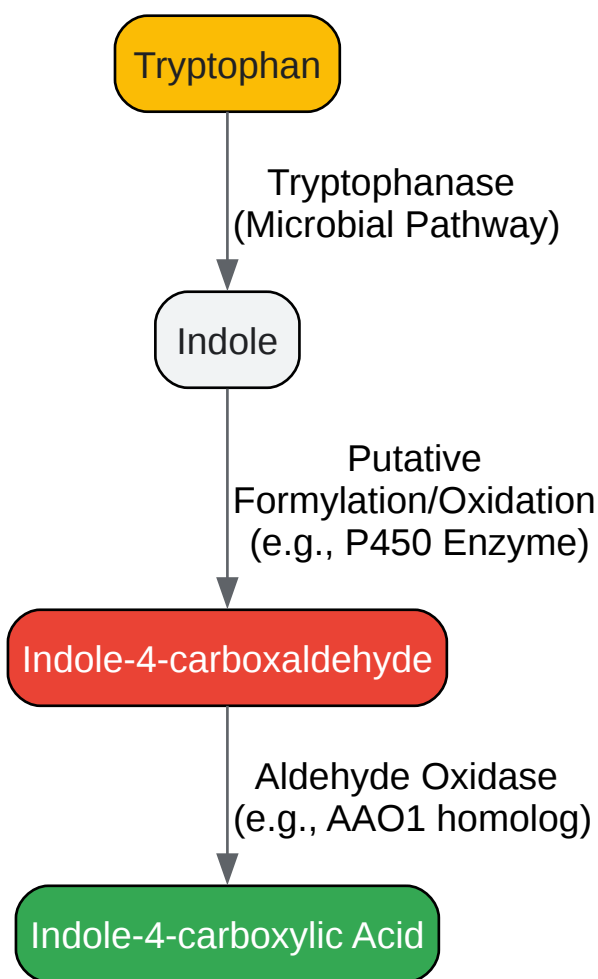 Tryptophan
Tryptophanase
(Microbial Pathway)
Indole
Putative
Formylation/Oxidation
(e.g., P450 Enzyme)
Indole-4-carboxaldehyde
Aldehyde Oxidase
(e.g., AAO1 homolog)
Indole-4-carboxylic Acid